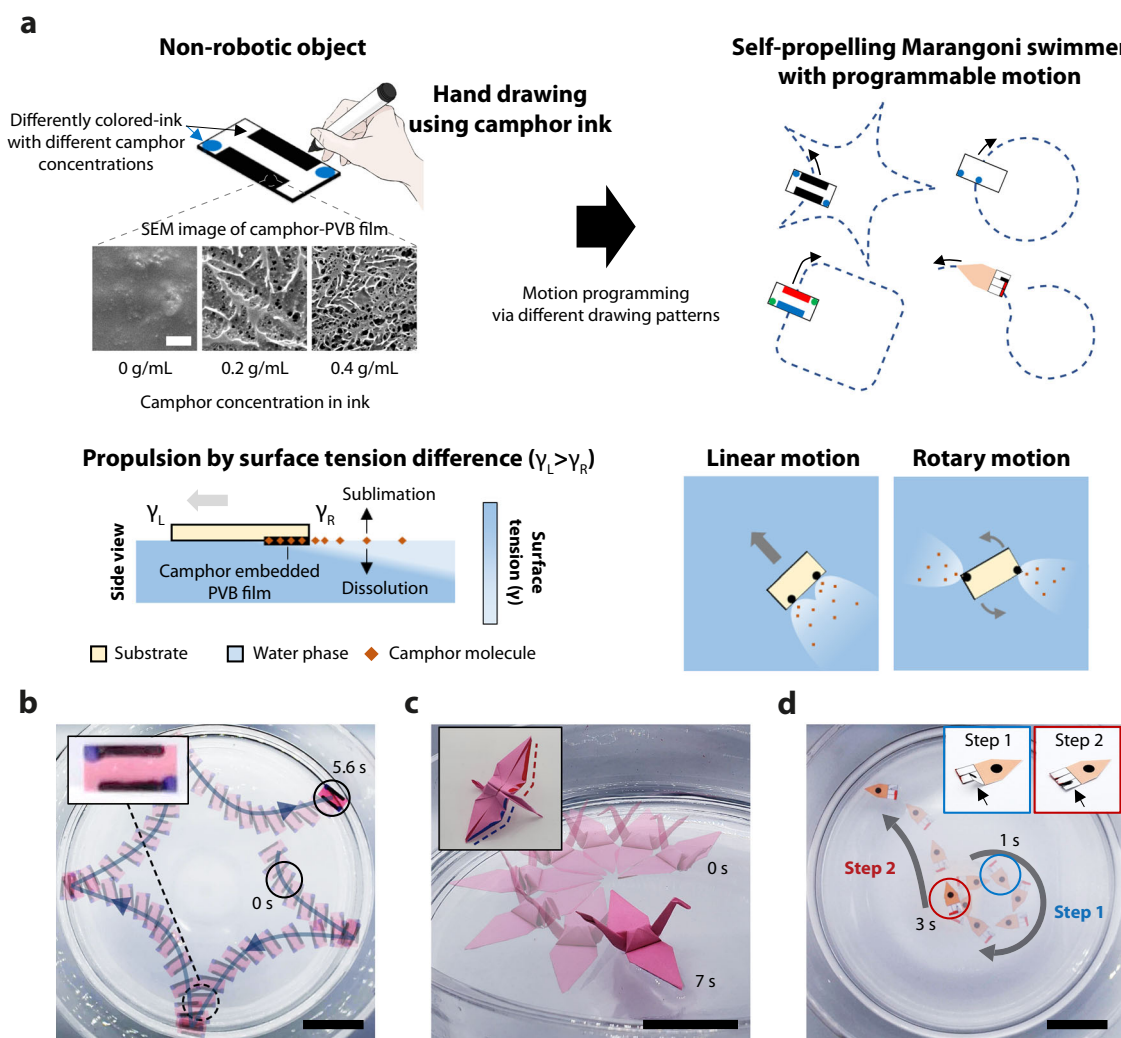 a
Non-robotic object
Differently colored-ink
with different camphor
concentrations
Hand drawing
using camphor ink
SEM image of camphor-PVB film
0 g/mL
0.2 g/mL
0.4 g/mL
Camphor concentration in ink
Motion programming
via different drawing patterns
Self-propelling Marangoni swimmer
with programmable motion
Propulsion by surface tension difference (γL>γR)
Side view
γL
γR
Sublimation
Camphor embedded
PVB film
Dissolution
Surface
tension (γ)
Substrate
Water phase
Camphor molecule
Linear motion
Rotary motion
b
5.6 s
0 s
c
0 s
7 s
d
Step 1
Step 2
1 s
Step 2
Step 1
3 s